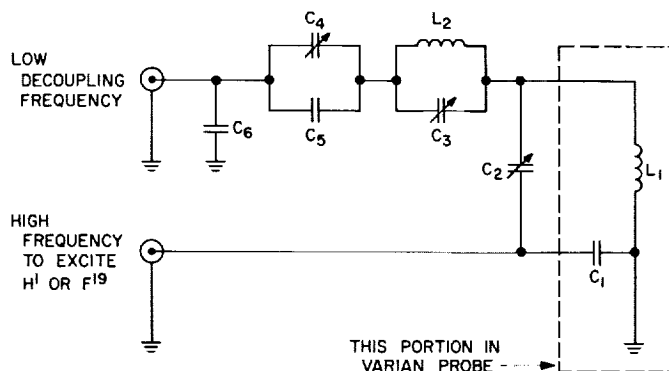 C4
L2
LOW
DECOUPLING
FREQUENCY
C6
C5
C3
C2
L1
HIGH
FREQUENCY
TO EXCITE
H¹ OR F¹⁹
C1
THIS PORTION IN
VARIAN PROBE